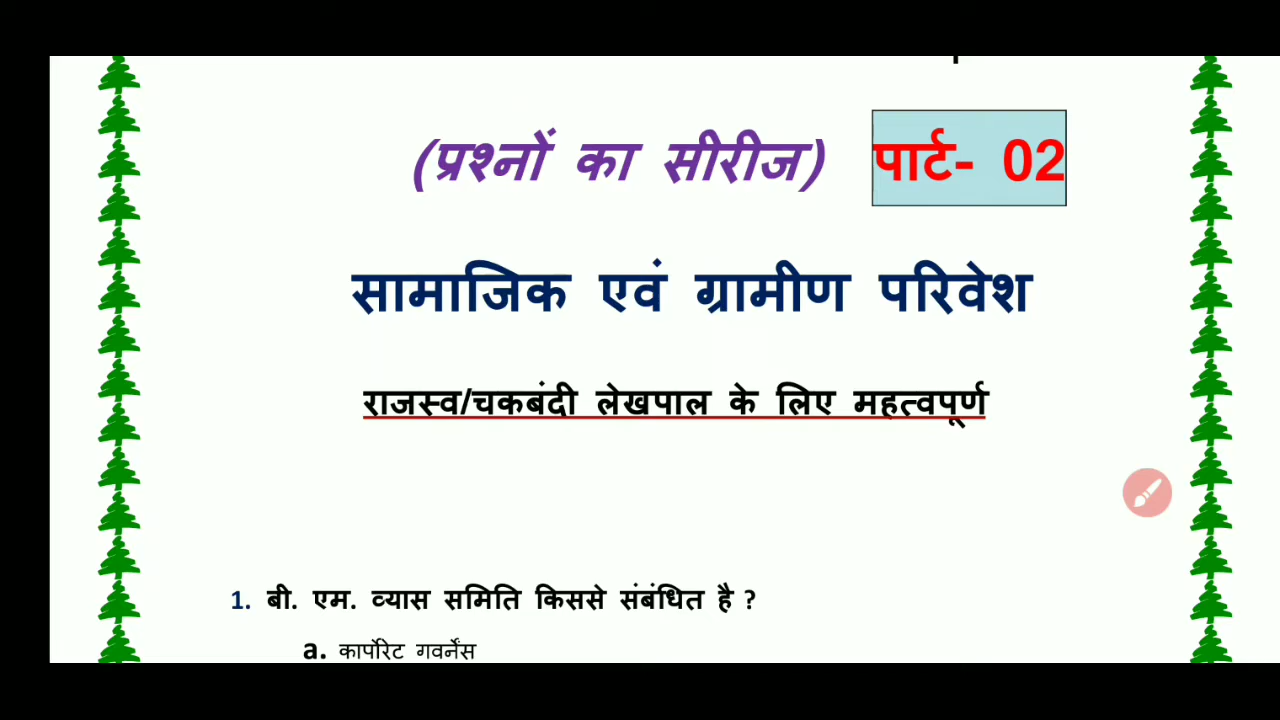 (प्रश्नों का सीरीज) पार्ट- 02
सामाजिक एवं ग्रामीण परिवेश
राजस्व/चकबंदी लेखपाल के लिए महत्वपूर्ण
1. बी. एम. व्यास समिति किससे संबंधित है ?
a. कार्पोरेट गवर्नेंस